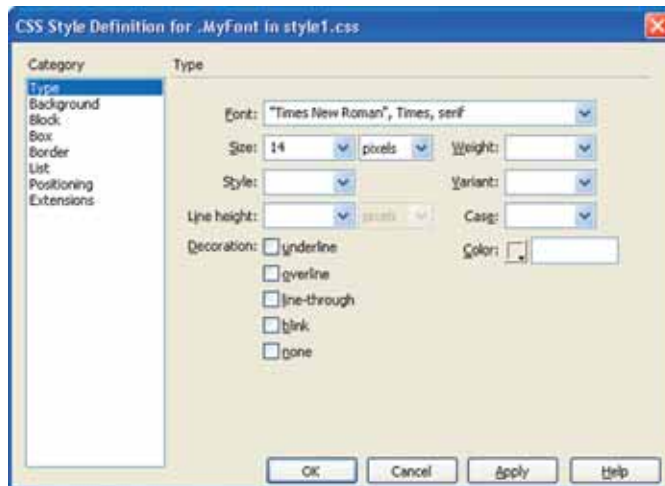 CSS Style Definition for .MyFont in style1.css
Category
Type
Type
Background
Block
Box
Border
List
Positioning
Extensions
Font: "Times New Roman", Times, serif
Size: 14 pixels Weight:
Style: Variant:
Line height: pixels Case:
Decoration: underline Color:
overline
line-through
blink
none
OK Cancel Apply Help